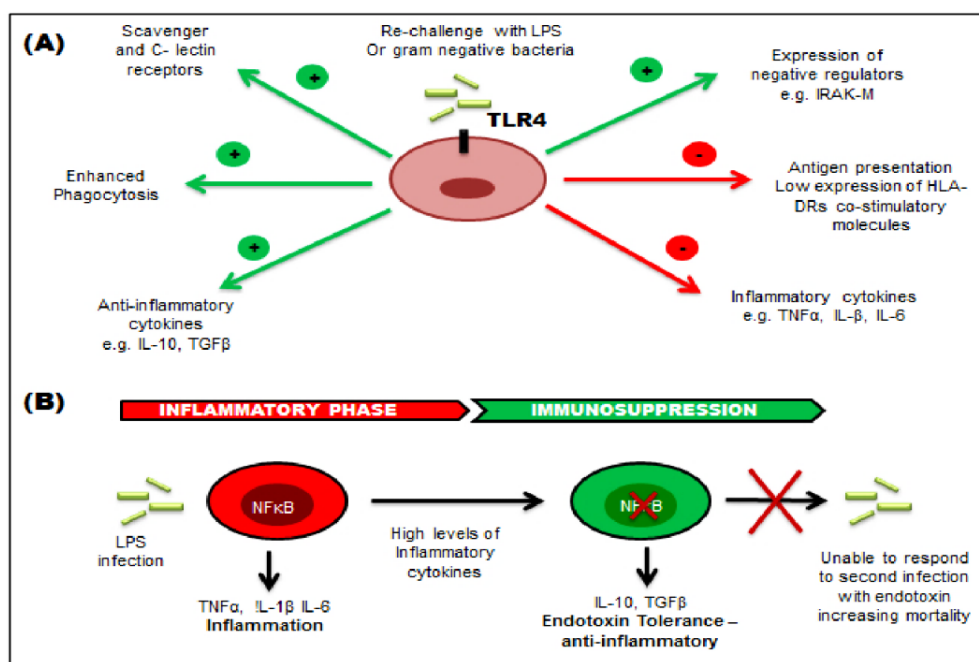 (A)
Scavenger
and C- lectin
receptors
Re-challenge with LPS
Or gram negative bacteria
TLR4
+
+
Expression of
negative regulators
e.g. IRAK-M
+
Enhanced
Phagocytosis
-
Antigen presentation
Low expression of HLA-
DRs co-stimulatory
molecules
+
Anti-inflammatory
cytokines
e.g. IL-10, TGFβ
-
Inflammatory cytokines
e.g. TNFα, IL-β, IL-6
(B)
INFLAMMATORY PHASE
IMMUNOSUPPRESSION
LPS
infection
NFκB
TNFα, IL-1β IL-6
Inflammation
High levels of
Inflammatory
cytokines
NFκB
IL-10, TGFβ
Endotoxin Tolerance –
anti-inflammatory
Unable to respond
to second infection
with endotoxin
increasing mortality